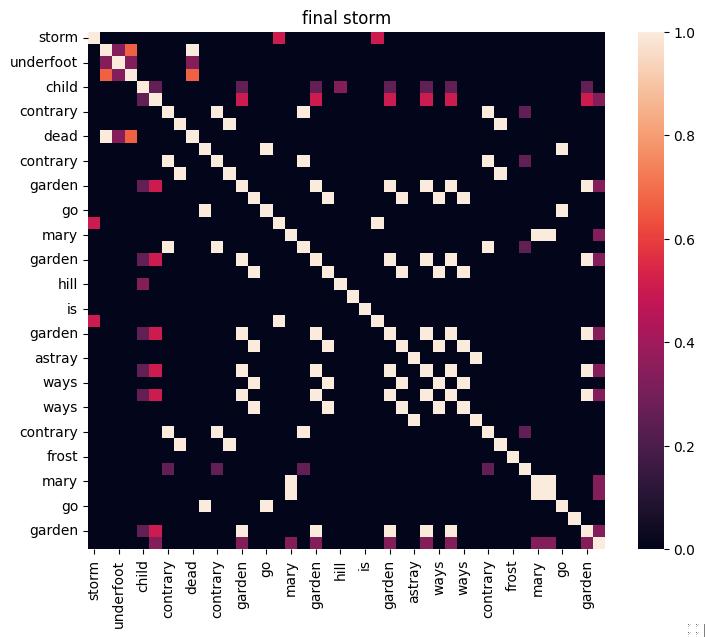 final storm
storm
underfoot
child
contrary
dead
contrary
garden
go
mary
garden
hill
is
garden
astray
ways
ways
contrary
frost
mary
go
garden
storm
underfoot
child
contrary
dead
contrary
garden
go
mary
garden
hill
is
garden
astray
ways
ways
contrary
frost
mary
go
garden
1.0
0.8
0.6
0.4
0.2
0.0